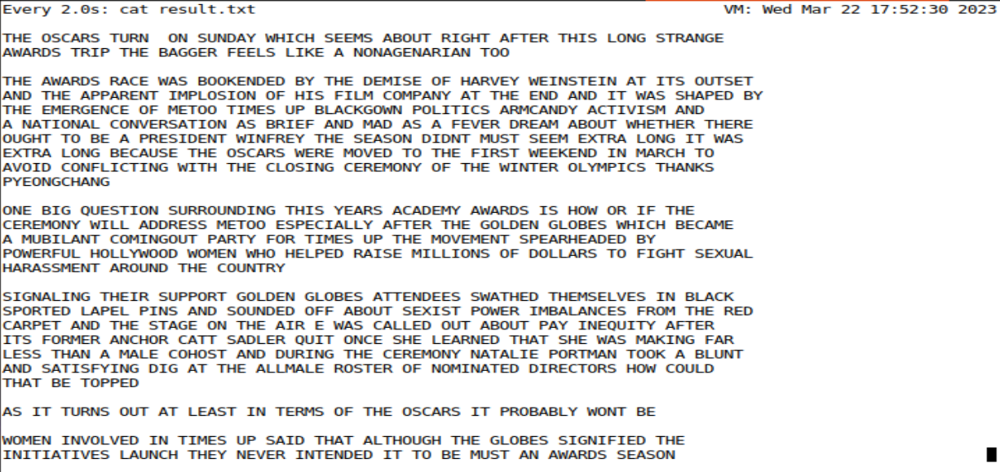 Every 2.0s: cat result.txt VM: Wed Mar 22 17:52:30 2023
THE OSCARS TURN  ON SUNDAY WHICH SEEMS ABOUT RIGHT AFTER THIS LONG STRANGE
AWARDS TRIP THE BAGGER FEELS LIKE A NONAGENARIAN TOO
THE AWARDS RACE WAS BOOKENDED BY THE DEMISE OF HARVEY WEINSTEIN AT ITS OUTSET
AND THE APPARENT IMPLOSION OF HIS FILM COMPANY AT THE END AND IT WAS SHAPED BY
THE EMERGENCE OF METOO TIMES UP BLACKGOWN POLITICS ARMCANDY ACTIVISM AND
A NATIONAL CONVERSATION AS BRIEF AND MAD AS A FEVER DREAM ABOUT WHETHER THERE
OUGHT TO BE A PRESIDENT WINFREY THE SEASON DIDNT MUST SEEM EXTRA LONG IT WAS
EXTRA LONG BECAUSE THE OSCARS WERE MOVED TO THE FIRST WEEKEND IN MARCH TO
AVOID CONFLICTING WITH THE CLOSING CEREMONY OF THE WINTER OLYMPICS THANKS
PYEONGCHANG
ONE BIG QUESTION SURROUNDING THIS YEARS ACADEMY AWARDS IS HOW OR IF THE
CEREMONY WILL ADDRESS METOO ESPECIALLY AFTER THE GOLDEN GLOBES WHICH BECAME
A MUBILANT COMINGOUT PARTY FOR TIMES UP THE MOVEMENT SPEARHEADED BY
POWERFUL HOLLYWOOD WOMEN WHO HELPED RAISE MILLIONS OF DOLLARS TO FIGHT SEXUAL
HARASSMENT AROUND THE COUNTRY
SIGNALING THEIR SUPPORT GOLDEN GLOBES ATTENDEES SWATHED THEMSELVES IN BLACK
SPORTED LAPEL PINS AND SOUNDED OFF ABOUT SEXIST POWER IMBALANCES FROM THE RED
CARPET AND THE STAGE ON THE AIR E WAS CALLED OUT ABOUT PAY INEQUITY AFTER
ITS FORMER ANCHOR CATT SADLER QUIT ONCE SHE LEARNED THAT SHE WAS MAKING FAR
LESS THAN A MALE COHOST AND DURING THE CEREMONY NATALIE PORTMAN TOOK A BLUNT
AND SATISFYING DIG AT THE ALLMALE ROSTER OF NOMINATED DIRECTORS HOW COULD
THAT BE TOPPED
AS IT TURNS OUT AT LEAST IN TERMS OF THE OSCARS IT PROBABLY WONT BE
WOMEN INVOLVED IN TIMES UP SAID THAT ALTHOUGH THE GLOBES SIGNIFIED THE
INITIATIVES LAUNCH THEY NEVER INTENDED IT TO BE MUST AN AWARDS SEASON